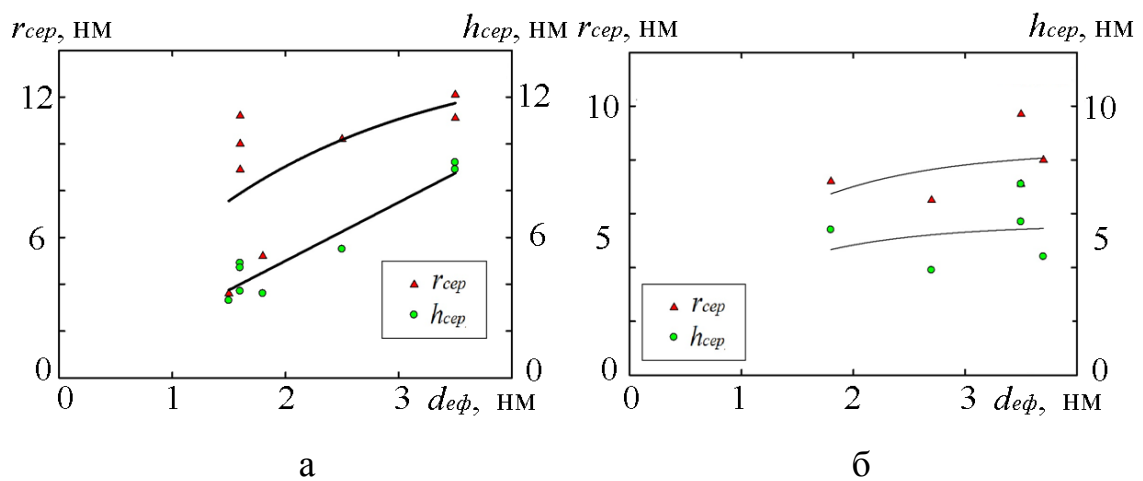 rсер, нм hсер, нм rсер, нм hсер, нм
12 12
10 10
6 6
5 5
rсер
hсер
rсер
hсер
0 0 0 0
0 1 2 3 dеф, нм 0 1 2 3 dеф, нм
а б